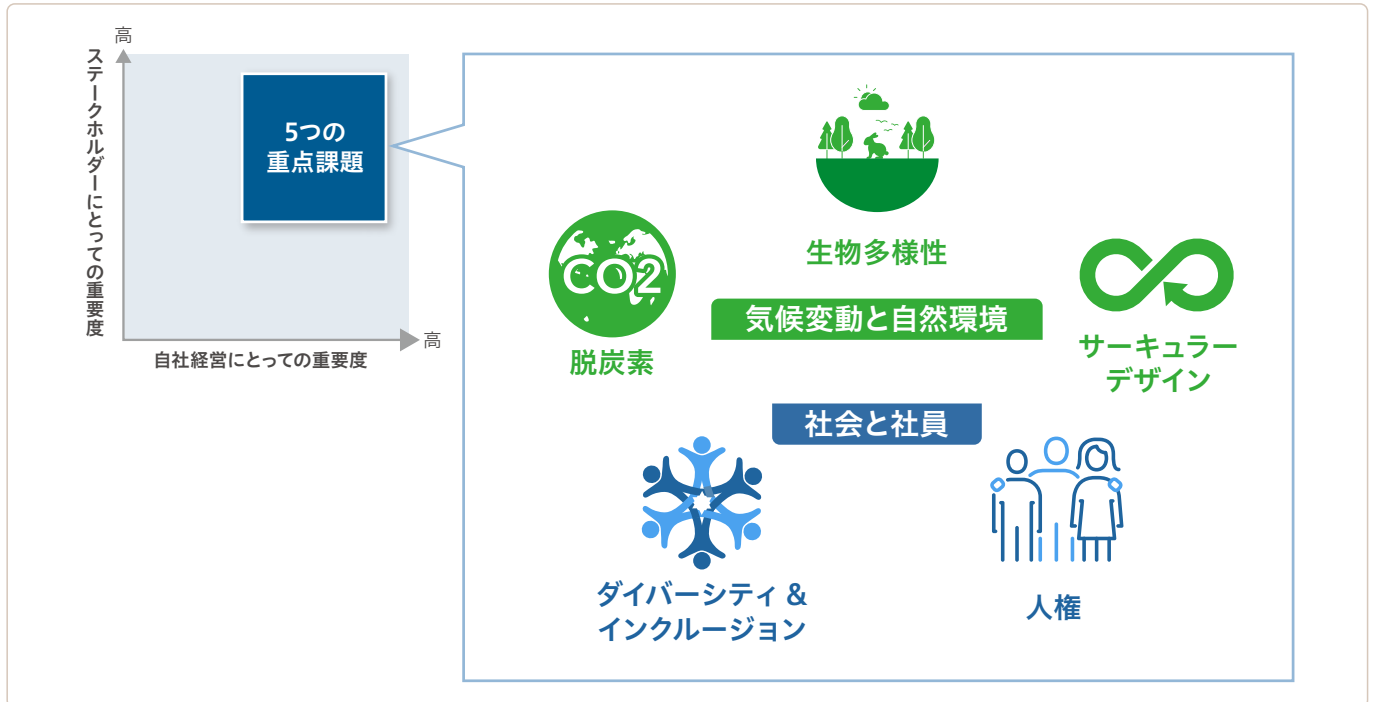 高
ステークホルダーにとっての重要度
5つの
重点課題
高
自社経営にとっての重要度
生物多様性
CO2
脱炭素
気候変動と自然環境
サーキュラー
デザイン
社会と社員
ダイバーシティ &
インクルージョン
人権